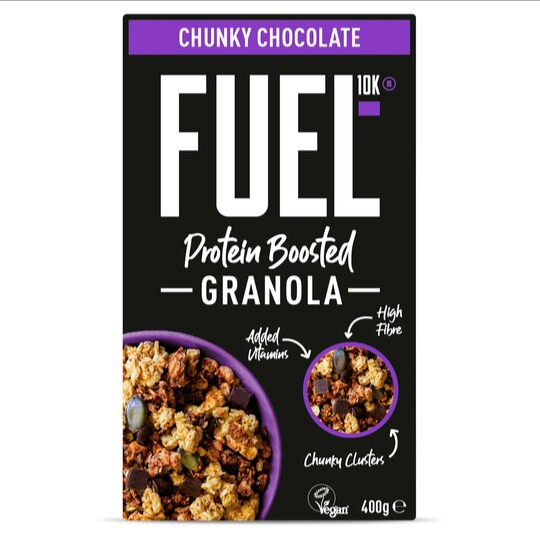 CHUNKY CHOCOLATE
FUEL 10K®
Protein Boosted
GRANOLA
High
Fibre
Added
Vitamins
Chunky Clusters
Vegan
400g ℮